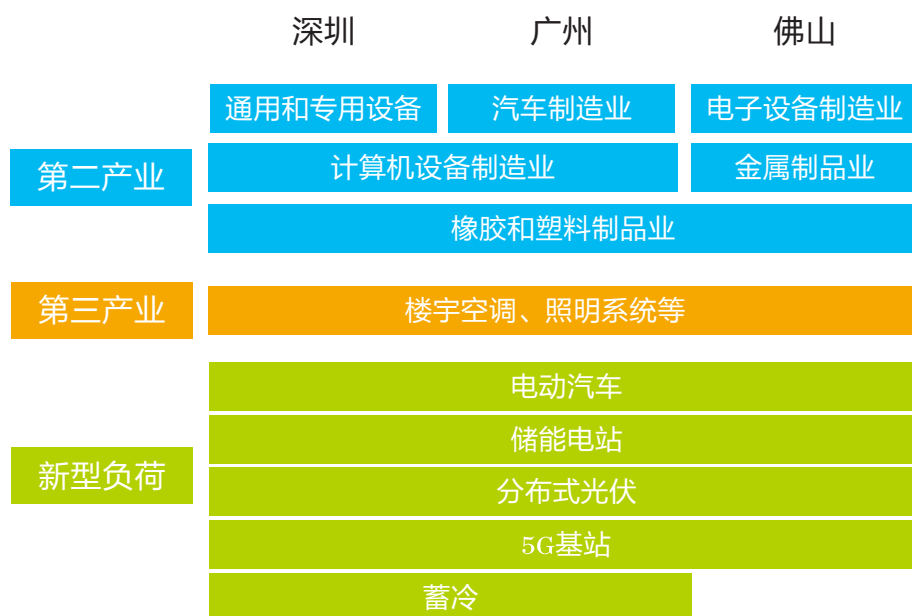 深圳 广州 佛山
通用和专用设备 汽车制造业 电子设备制造业
第二产业 计算机设备制造业 金属制品业
橡胶和塑料制品业
第三产业 楼宇空调、照明系统等
电动汽车
储能电站
新型负荷 分布式光伏
5G基站
蓄冷